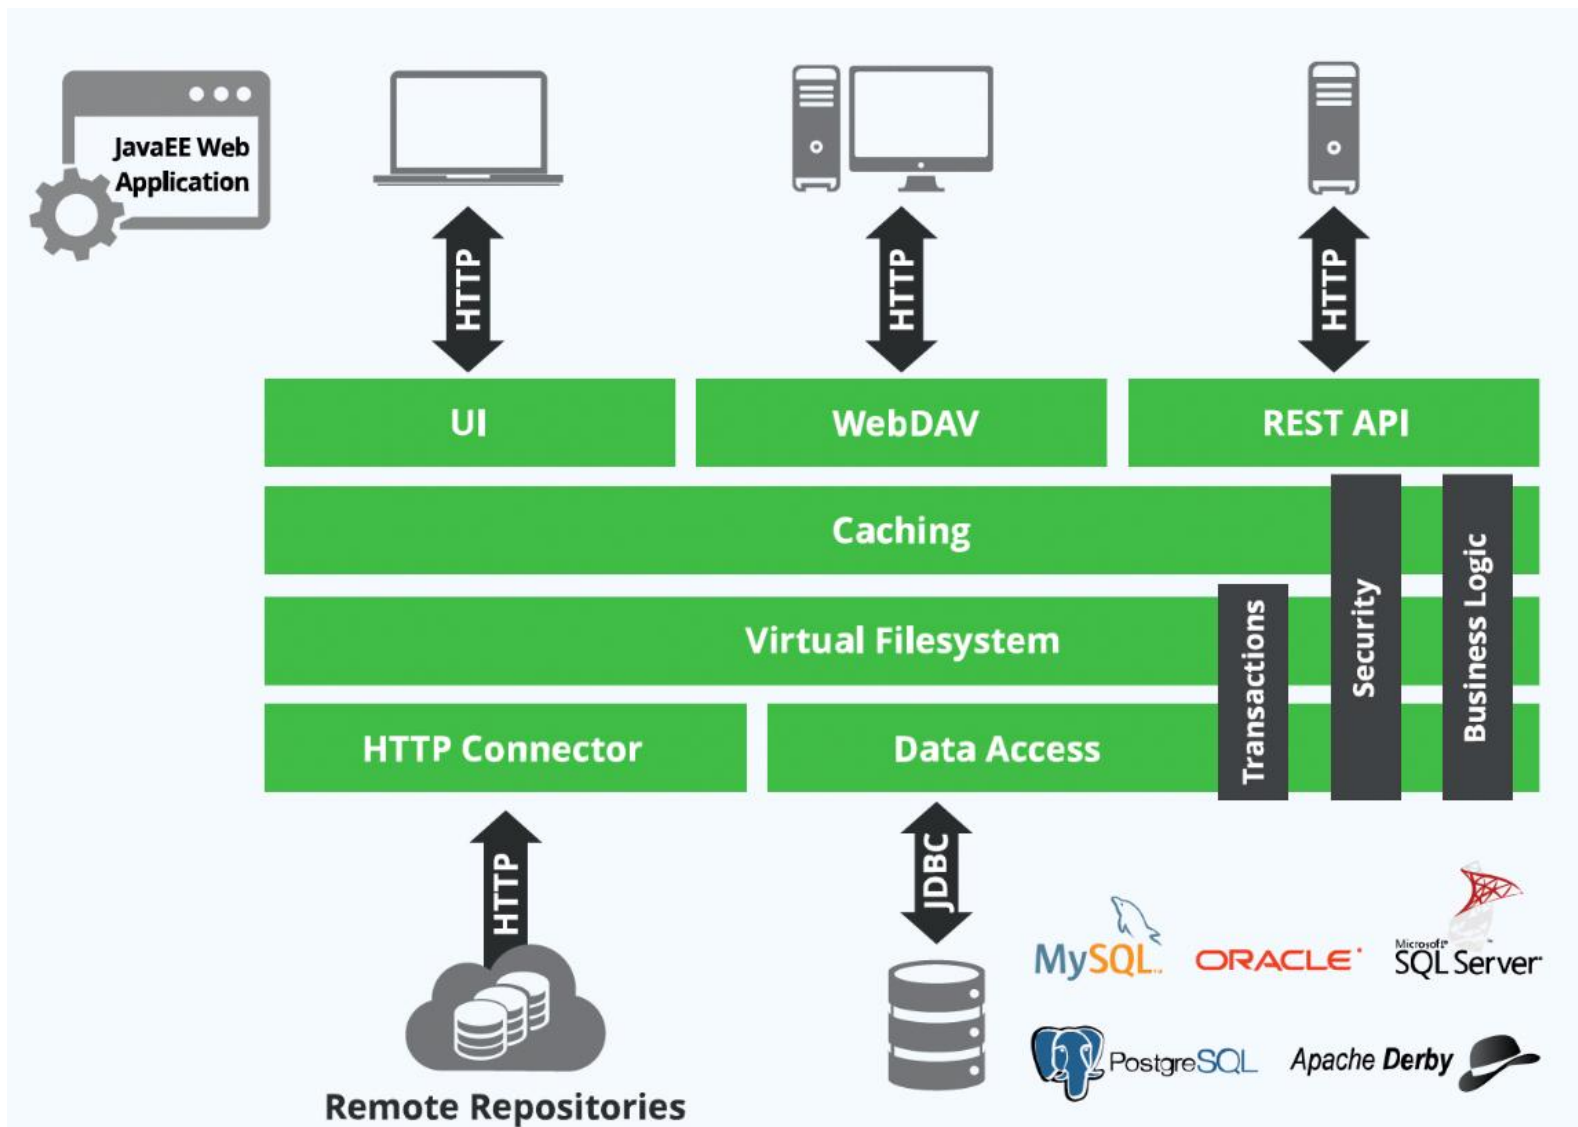 JavaEE Web
Application
HTTP
HTTP
HTTP
UI
WebDAV
REST API
Caching
Virtual Filesystem
HTTP Connector
Data Access
Transactions
Security
Business Logic
HTTP
JDBC
MySQL
ORACLE
Microsoft
SQL Server
PostgreSQL
Apache Derby
Remote Repositories